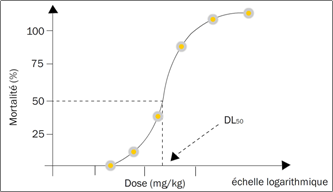 Mortalité (%)
100
75
50
25
DL50
Dose (mg/kg)
échelle logarithmique